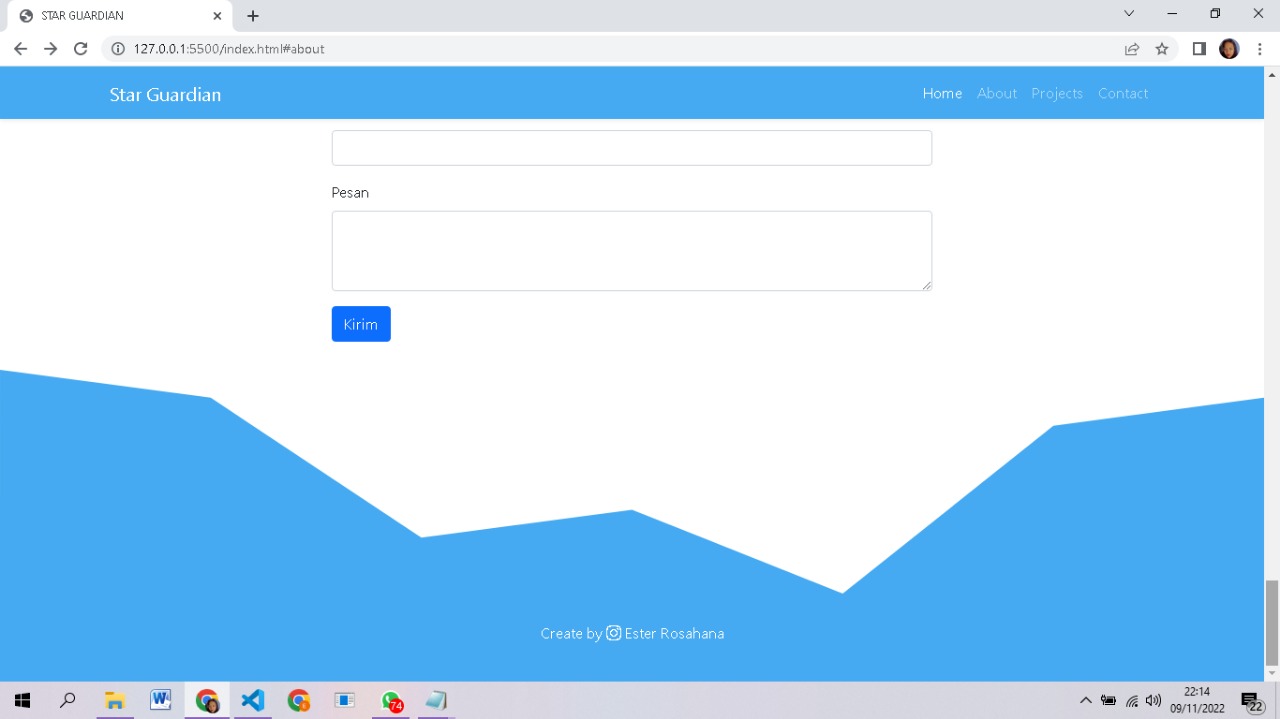 STAR GUARDIAN
127.0.0.1:5500/index.html#about
Star Guardian
Home About Projects Contact
Pesan
Kirim
Create by Ester Rosahana
74
22:14
09/11/2022
22